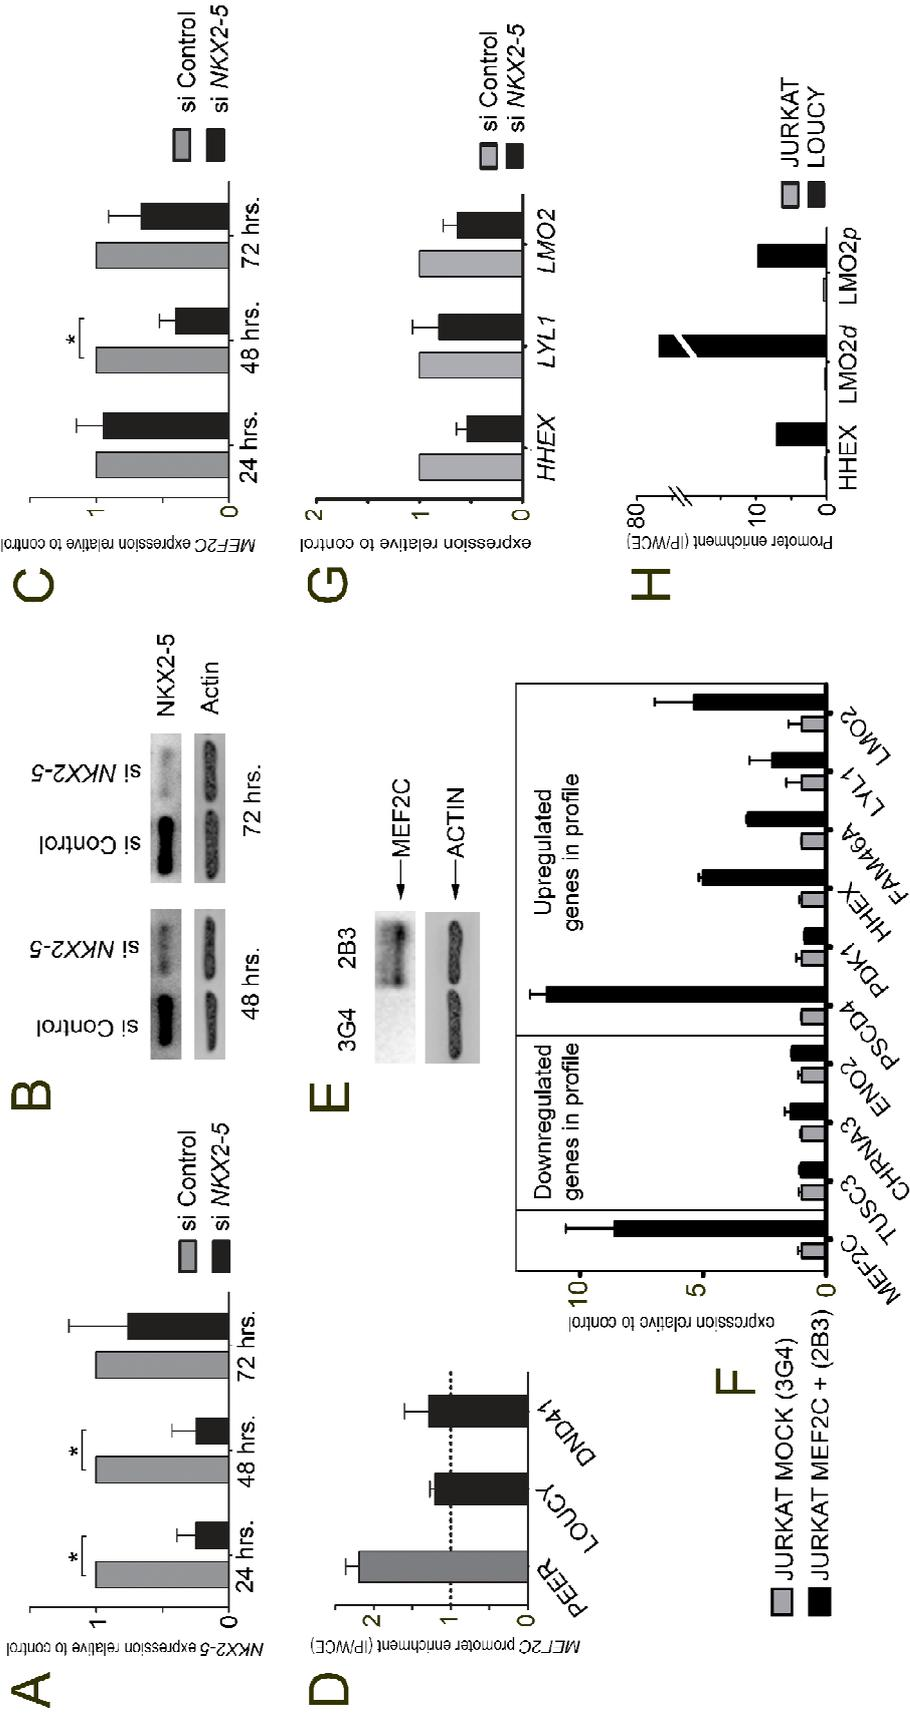 A
NKX2-5 expression relative to control
1
0
24 hrs.
48 hrs.
72 hrs.
*
*
si Control
si NKX2-5
B
si Control
si NKX2-5
si Control
si NKX2-5
NKX2-5
Actin
48 hrs.
72 hrs.
C
MEF2C expression relative to control
1
0
24 hrs.
48 hrs.
72 hrs.
*
si Control
si NKX2-5
D
MEF2C promoter enrichment (IP/WCE)
2
1
0
PEER
LOUCY
DND41
E
3G4
2B3
MEF2C
ACTIN
F
expression relative to control
10
5
0
Downregulated
genes in profile
Upregulated
genes in profile
MEF2C
TUSC3
CHRNA3
ENO2
PSCD4
PDK1
HHEX
FAM46A
LYL1
LMO2
JURKAT MOCK (3G4)
JURKAT MEF2C + (2B3)
G
expression relative to control
2
1
0
HHEX
LYL1
LMO2
si Control
si NKX2-5
H
Promoter enrichment (IP/WCE)
80
10
0
HHEX
LMO2d
LMO2p
JURKAT
LOUCY